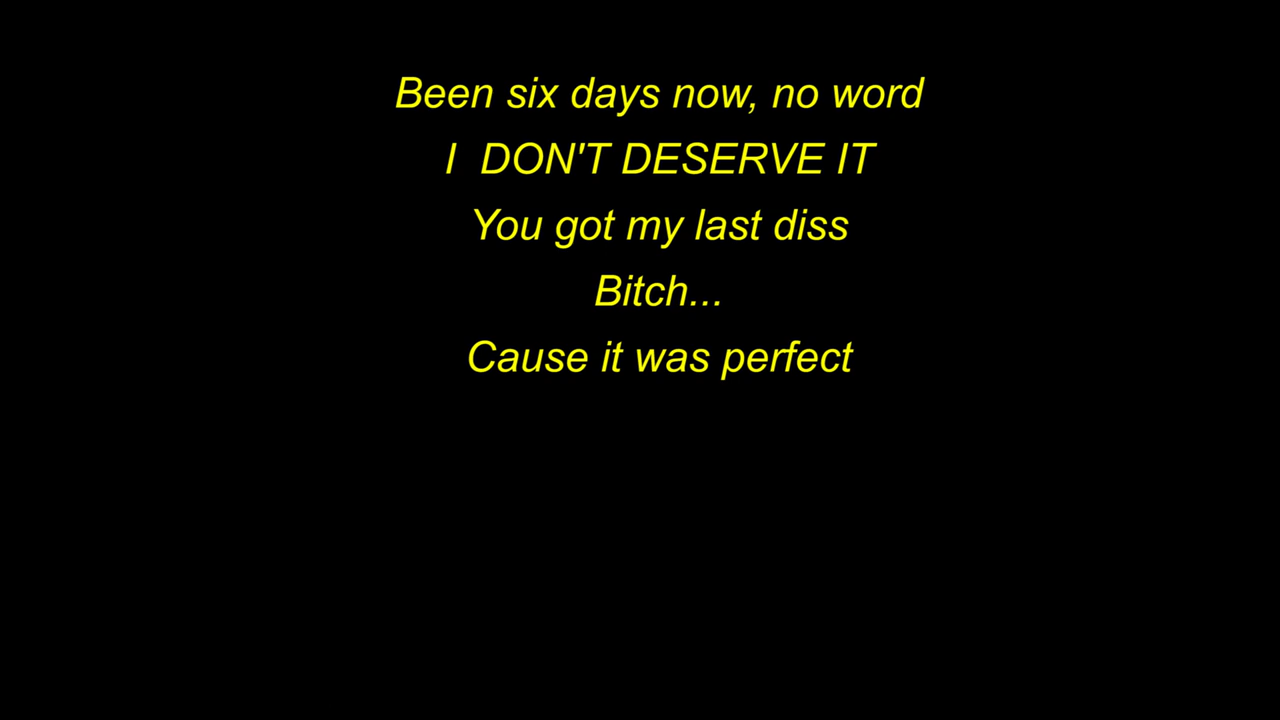 Been six days now, no word
I  DON'T DESERVE IT
You got my last diss
Bitch...
Cause it was perfect